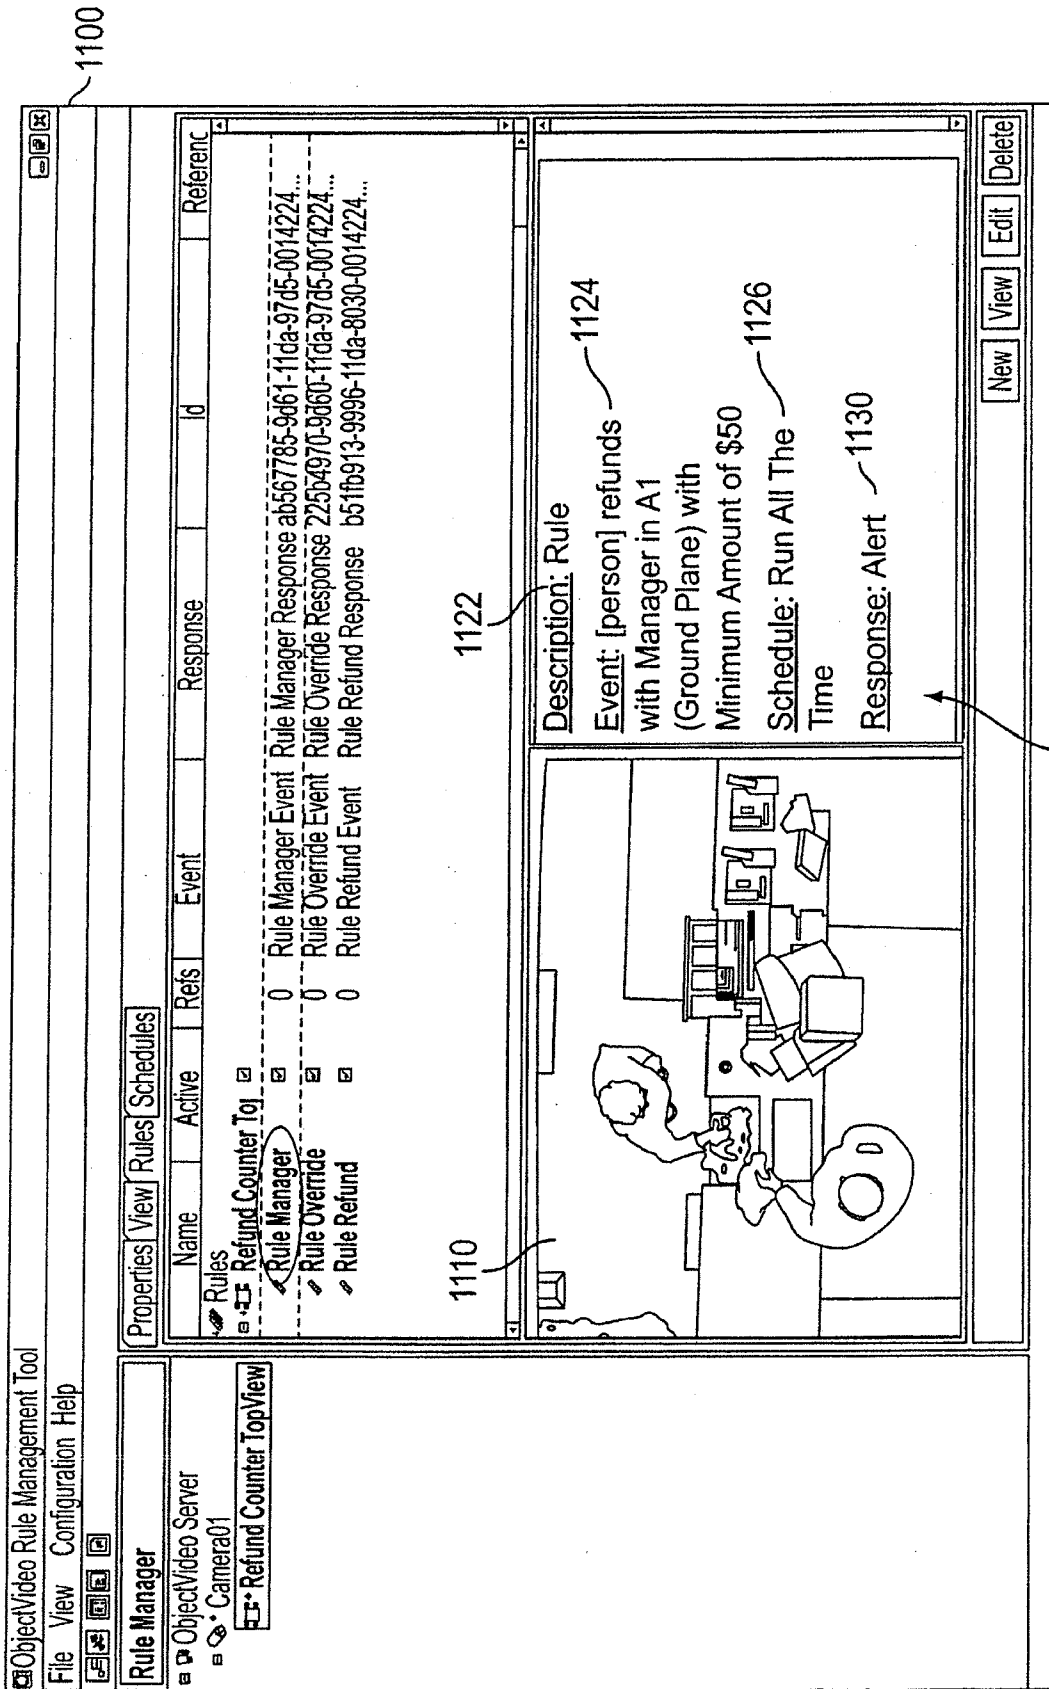 1100
ObjectVideo Rule Management Tool
File View Configuration Help
Rule Manager
ObjectVideo Server
Camera01
Refund Counter TopView
Properties View Rules Schedules
Name Active Refs Event Response Id Referenc
Rules
Refund Counter Top
Rule Manager 0 Rule Manager Event Rule Manager Response ab567785-9d61-11da-97d5-0014224...
Rule Override 0 Rule Override Event Rule Override Response 225b4970-9d60-11da-97d5-0014224...
Rule Refund 0 Rule Refund Event Rule Refund Response b51fb913-9996-11da-8030-0014224...
1110
1122
Description: Rule
Event: [person] refunds
1124
with Manager in A1
(Ground Plane) with
Minimum Amount of $50
Schedule: Run All The
1126
Time
Response: Alert
1130
New View Edit Delete